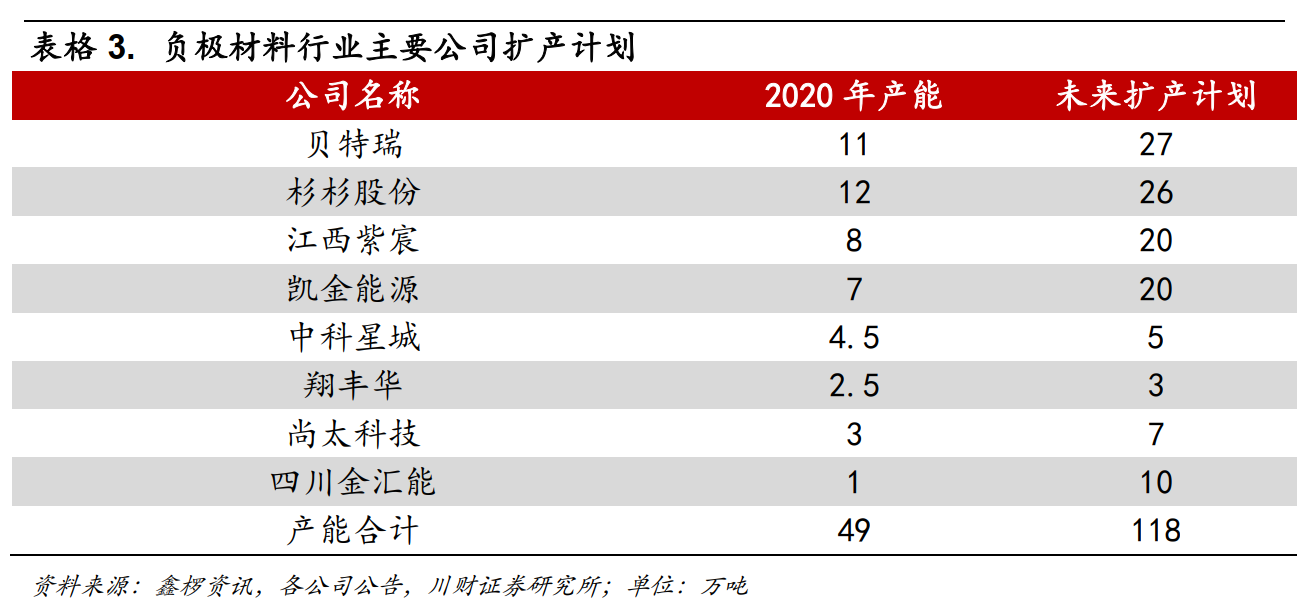 表格 3. 负极材料行业主要公司扩产计划
公司名称 2020 年产能 未来扩产计划
贝特瑞 11 27
杉杉股份 12 26
江西紫宸 8 20
凯金能源 7 20
中科星城 4.5 5
翔丰华 2.5 3
尚太科技 3 7
四川金汇能 1 10
产能合计 49 118
资料来源：鑫椤资讯，各公司公告，川财证券研究所；单位：万吨